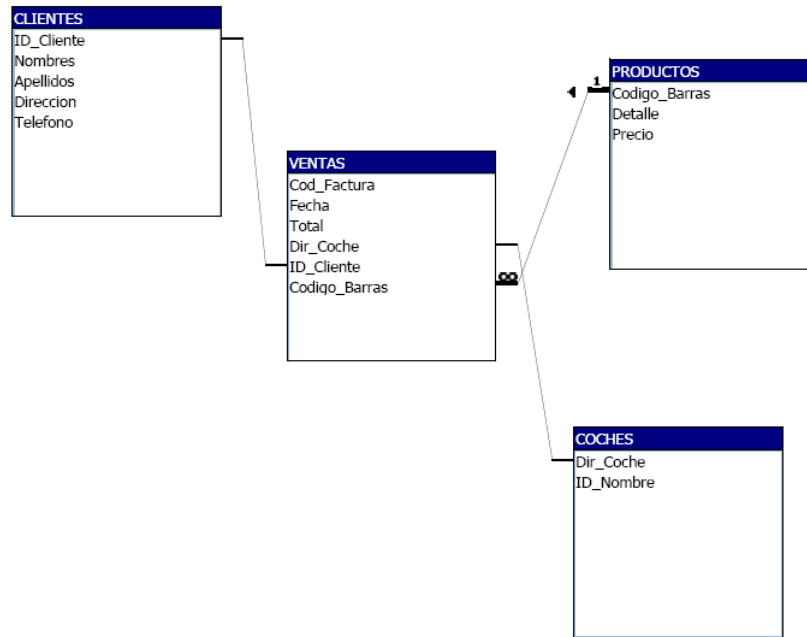 CLIENTES
ID_Cliente
Nombres
Apellidos
Direccion
Telefono
PRODUCTOS
1
Codigo_Barras
Detalle
Precio
VENTAS
Cod_Factura
Fecha
Total
Dir_Coche
ID_Cliente
∞
Codigo_Barras
COCHES
Dir_Coche
ID_Nombre